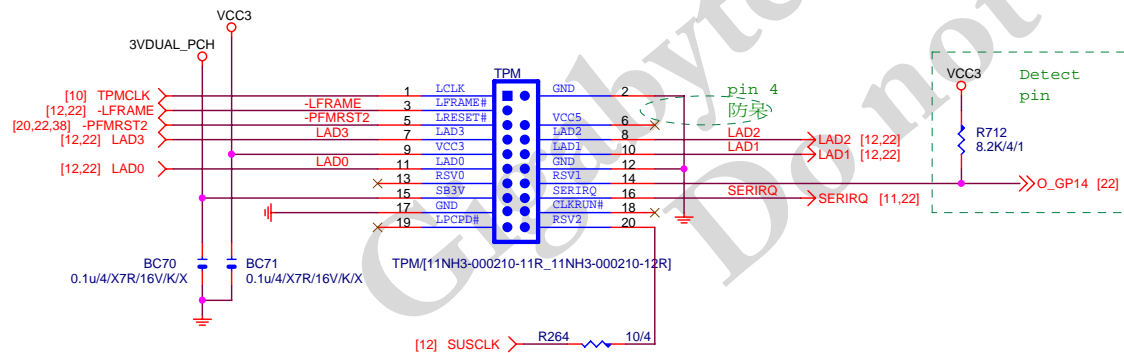 VCC3
3VDUAL_PCH
TPM
[10] TPMCLK
1
LCLK
GND
2
[12,22] -LFRAME
-LFRAME
3
LFRAME#
pin 4
防呆
[20,22,38] -PFMRST2
-PFMRST2
5
LRESET#
VCC5
6
[12,22] LAD3
LAD3
7
LAD3
LAD2
8
LAD2
LAD2 [12,22]
9
VCC3
LAD1
10
LAD1
LAD1 [12,22]
[12,22] LAD0
LAD0
11
LAD0
GND
12
13
RSV0
RSV1
14
O_GP14 [22]
15
SB3V
SERIRQ
16
SERIRQ
SERIRQ [11,22]
17
GND
CLKRUN#
18
19
LPCPD#
RSV2
20
TPM/[11NH3-000210-11R_11NH3-000210-12R]
BC70
0.1u/4/X7R/16V/K/X
BC71
0.1u/4/X7R/16V/K/X
[12] SUSCLK
R264
10/4
VCC3
Detect
pin
R712
8.2K/4/1
Gigabyte
Do not